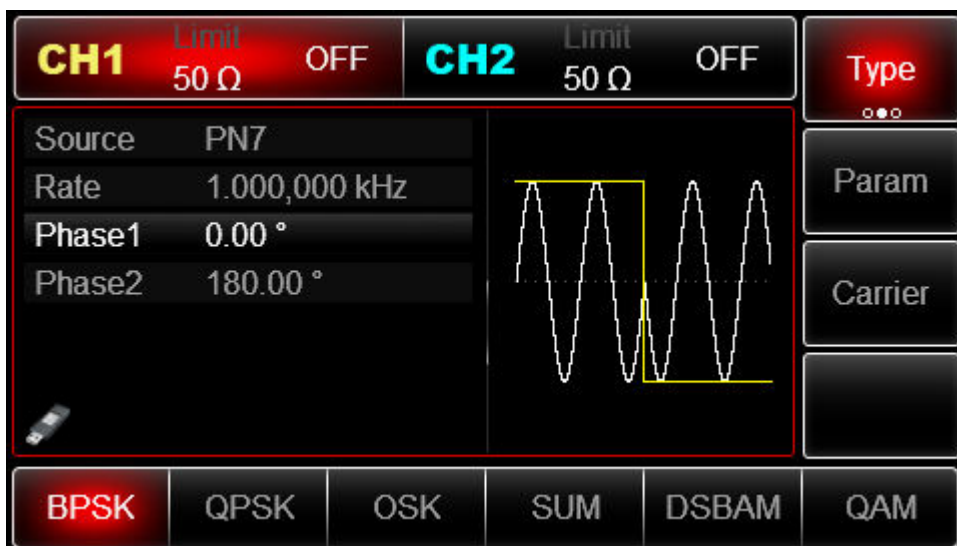 CH1 Limit 50 Ω OFF CH2 Limit 50 Ω OFF Type
Source PN7
Rate 1.000,000 kHz Param
Phase1 0.00 °
Phase2 180.00 ° Carrier
BPSK QPSK OSK SUM DSBAM QAM